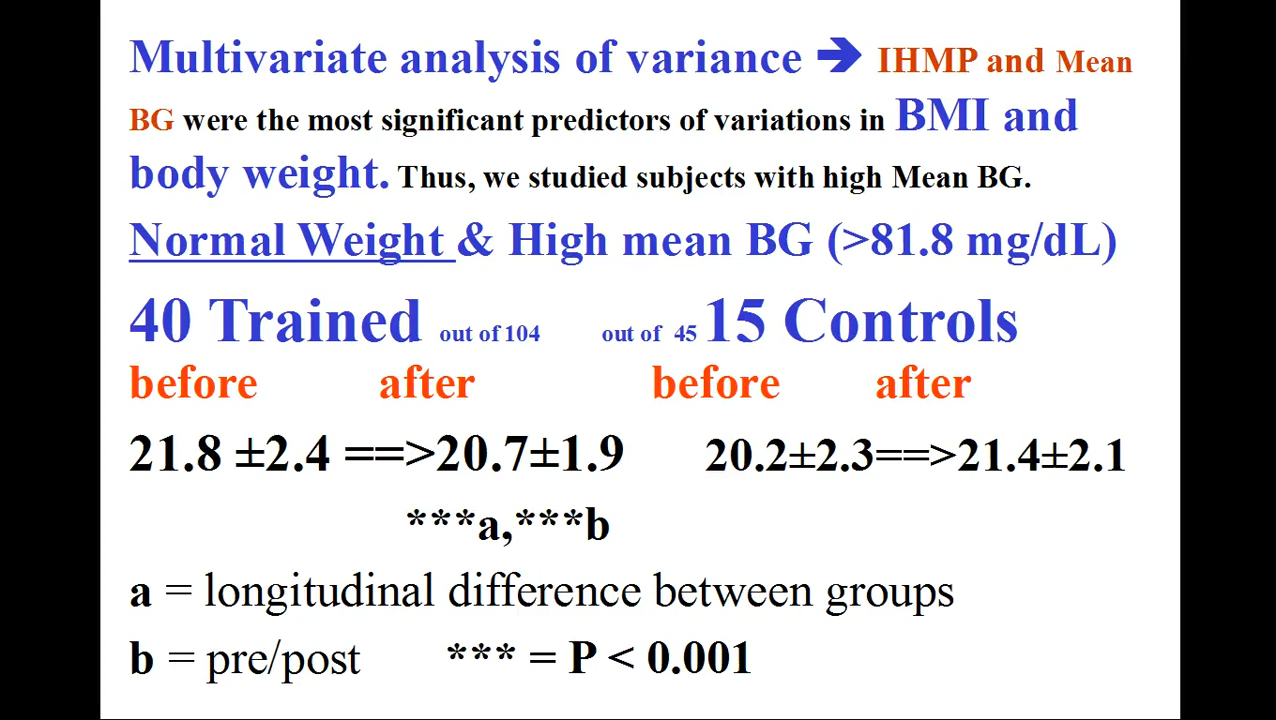 Multivariate analysis of variance ➔ IHMP and Mean
BG were the most significant predictors of variations in BMI and
body weight. Thus, we studied subjects with high Mean BG.
Normal Weight & High mean BG (>81.8 mg/dL)
40 Trained out of 104 out of 45 15 Controls
before after before after
21.8 ±2.4 ==>20.7±1.9 20.2±2.3==>21.4±2.1
***a,***b
a = longitudinal difference between groups
b = pre/post *** = P < 0.001